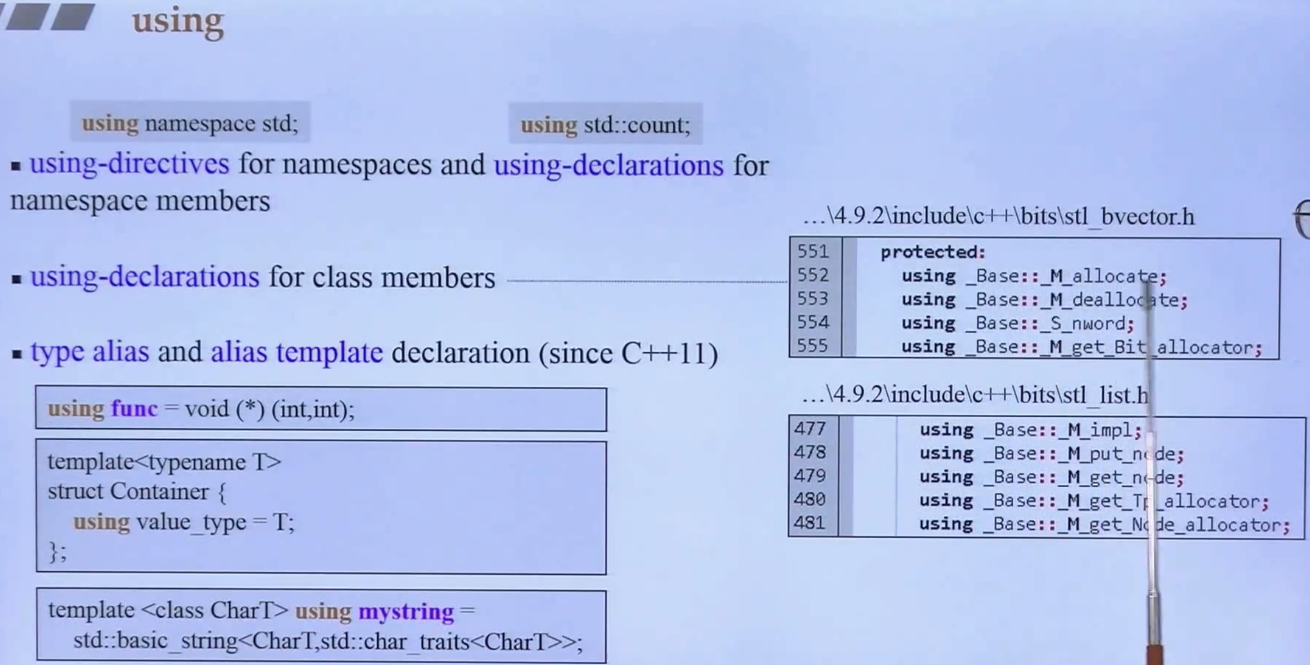 using
using namespace std;
using std::count;
▪ using-directives for namespaces and using-declarations for
namespace members
▪ using-declarations for class members
▪ type alias and alias template declaration (since C++11)
using func = void (*) (int,int);
template<typename T>
struct Container {
using value_type = T;
};
template <class CharT> using mystring =
std::basic_string<CharT,std::char_traits<CharT>>;
…\4.9.2\include\c++\bits\stl_bvector.h
551 protected:
552 using _Base::_M_allocate;
553 using _Base::_M_deallocate;
554 using _Base::_S_nword;
555 using _Base::_M_get_Bit_allocator;
…\4.9.2\include\c++\bits\stl_list.h
477 using _Base::_M_impl;
478 using _Base::_M_put_node;
479 using _Base::_M_get_node;
480 using _Base::_M_get_Tp_allocator;
481 using _Base::_M_get_Node_allocator;